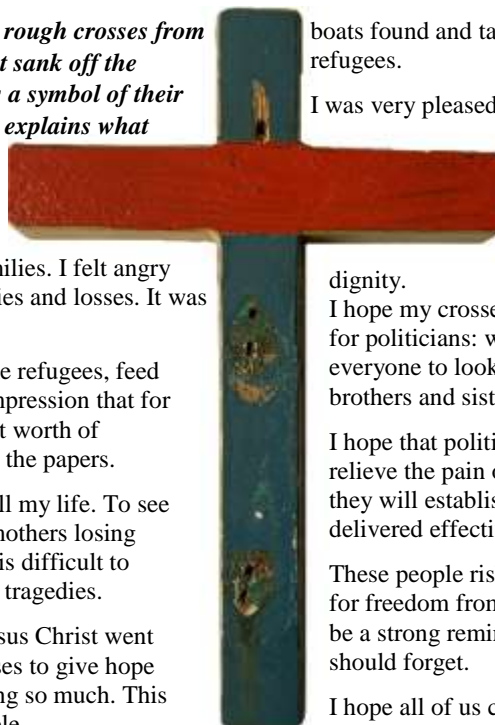 rough crosses from
t sank off the
a symbol of their
explains what
ilies. I felt angry
ies and losses. It was
e refugees, feed
mpression that for
t worth of
the papers.
ll my life. To see
mothers losing
is difficult to
tragedies.
sus Christ went
ses to give hope
ng so much. This
boats found and ta
refugees.
I was very pleased
dignity.
I hope my crosse
for politicians: w
everyone to look
brothers and sist
I hope that politi
relieve the pain o
they will establis
delivered effecti
These people ris
for freedom from
be a strong remi
should forget.
I hope all of us c